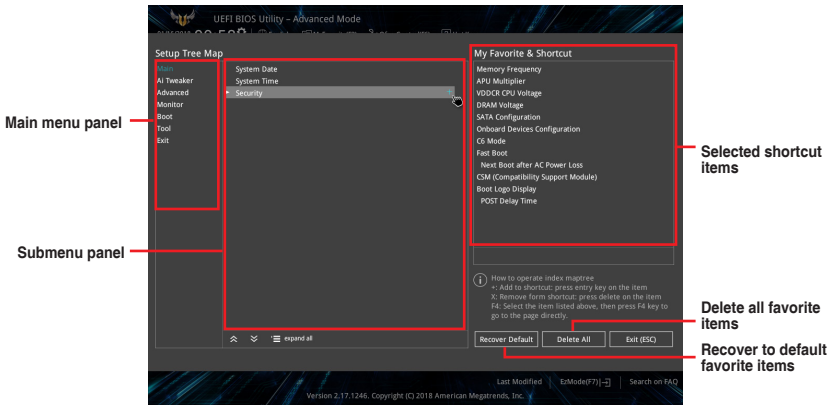 UEFI BIOS Utility – Advanced Mode
Setup Tree Map
Main
Ai Tweaker
Advanced
Monitor
Boot
Tool
Exit
System Date
System Time
Security
expand all
My Favorite & Shortcut
Memory Frequency
APU Multiplier
VDDCR CPU Voltage
DRAM Voltage
SATA Configuration
Onboard Devices Configuration
C6 Mode
Fast Boot
Next Boot after AC Power Loss
CSM (Compatibility Support Module)
Boot Logo Display
POST Delay Time
How to operate index maptree
+: Add to shortcut: press entry key on the item
X: Remove form shortcut: press delete on the item
F4: Select the item listed above, then press F4 key to
go to the page directly.
Recover Default
Delete All
Exit (ESC)
Last Modified
EzMode(F7)
Search on FAQ
Version 2.17.1246. Copyright (C) 2018 American Megatrends, Inc.
Main menu panel
Submenu panel
Selected shortcut
items
Delete all favorite
items
Recover to default
favorite items